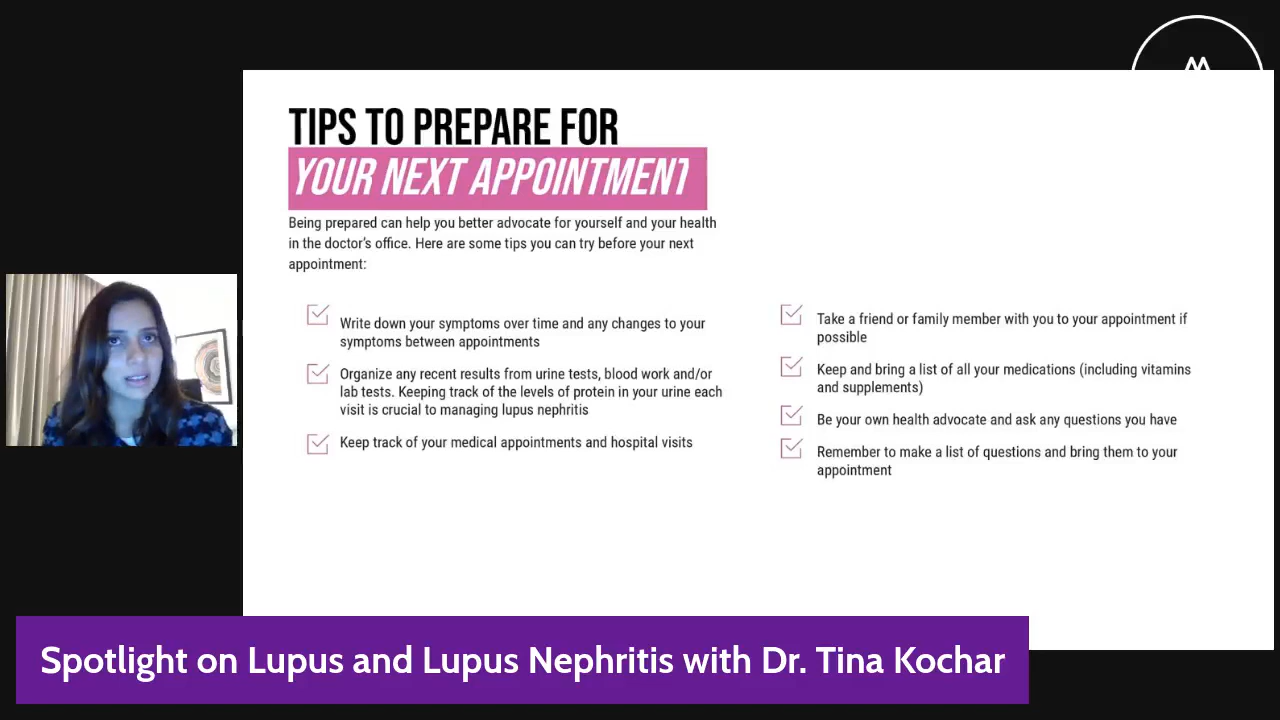 TIPS TO PREPARE FOR
YOUR NEXT APPOINTMENT
Being prepared can help you better advocate for yourself and your health
in the doctor's office. Here are some tips you can try before your next
appointment:
Write down your symptoms over time and any changes to your
symptoms between appointments
Organize any recent results from urine tests, blood work and/or
lab tests. Keeping track of the levels of protein in your urine each
visit is crucial to managing lupus nephritis
Keep track of your medical appointments and hospital visits
Take a friend or family member with you to your appointment if
possible
Keep and bring a list of all your medications (including vitamins
and supplements)
Be your own health advocate and ask any questions you have
Remember to make a list of questions and bring them to your
appointment
Spotlight on Lupus and Lupus Nephritis with Dr. Tina Kochar